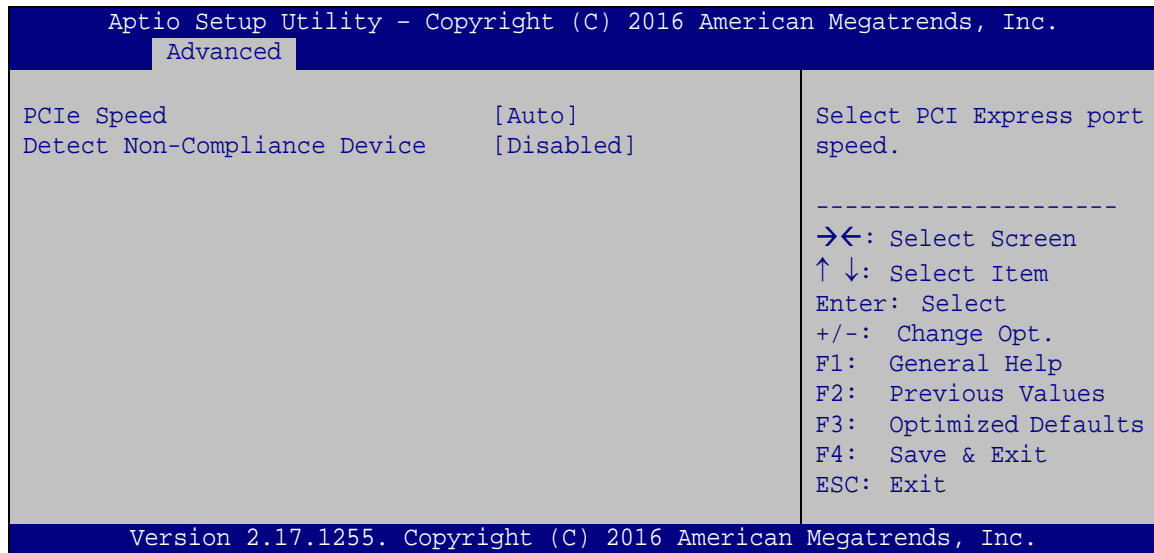 Aptio Setup Utility – Copyright (C) 2016 American Megatrends, Inc.
Advanced
PCIe Speed [Auto]
Detect Non-Compliance Device [Disabled]
Select PCI Express port
speed.
---------------------
→←: Select Screen
↑ ↓: Select Item
Enter: Select
+/-: Change Opt.
F1: General Help
F2: Previous Values
F3: Optimized Defaults
F4: Save & Exit
ESC: Exit
Version 2.17.1255. Copyright (C) 2016 American Megatrends, Inc.